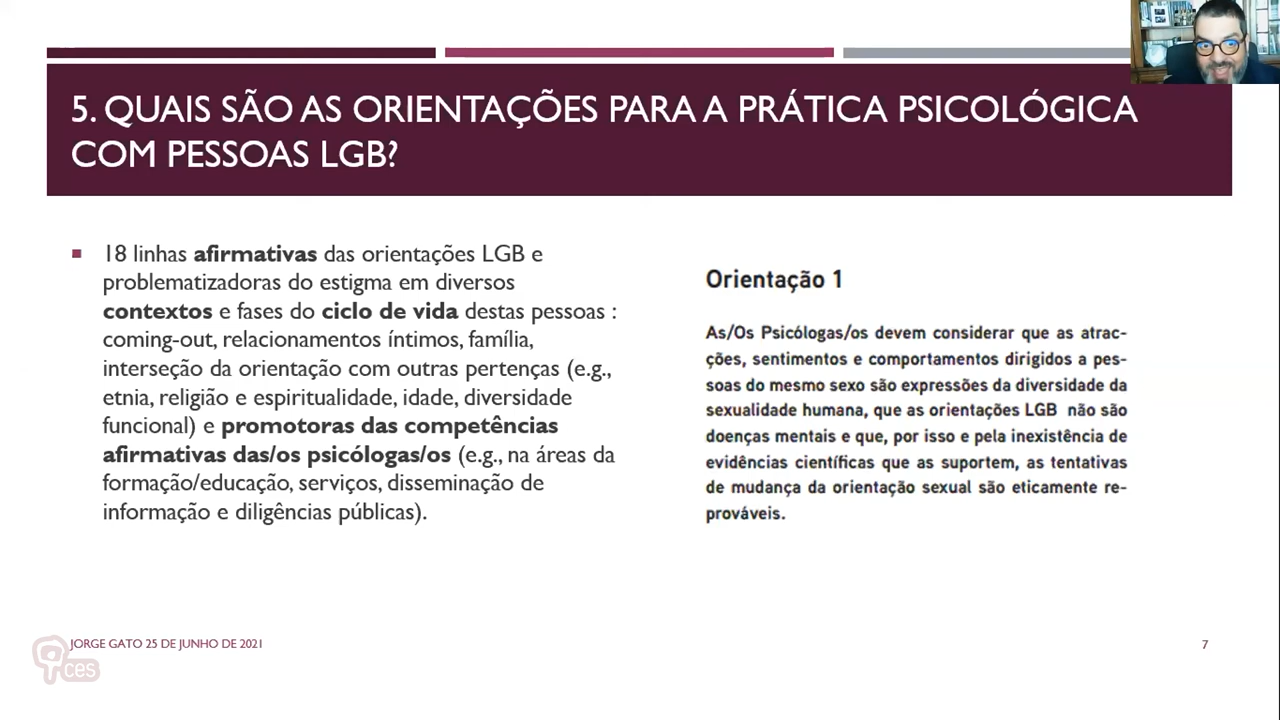 5. QUAIS SÃO AS ORIENTAÇÕES PARA A PRÁTICA PSICOLÓGICA
COM PESSOAS LGB?
18 linhas afirmativas das orientações LGB e
problematizadoras do estigma em diversos
contextos e fases do ciclo de vida destas pessoas :
coming-out, relacionamentos íntimos, família,
interseção da orientação com outras pertenças (e.g.,
etnia, religião e espiritualidade, idade, diversidade
funcional) e promotoras das competências
afirmativas das/os psicólogas/os (e.g., na áreas da
formação/educação, serviços, disseminação de
informação e diligências públicas).
Orientação 1
As/Os Psicólogas/os devem considerar que as atrac-
ções, sentimentos e comportamentos dirigidos a pes-
soas do mesmo sexo são expressões da diversidade da
sexualidade humana, que as orientações LGB não são
doenças mentais e que, por isso e pela inexistência de
evidências científicas que as suportem, as tentativas
de mudança da orientação sexual são eticamente re-
prováveis.
JORGE GATO 25 DE JUNHO DE 2021
7
ces